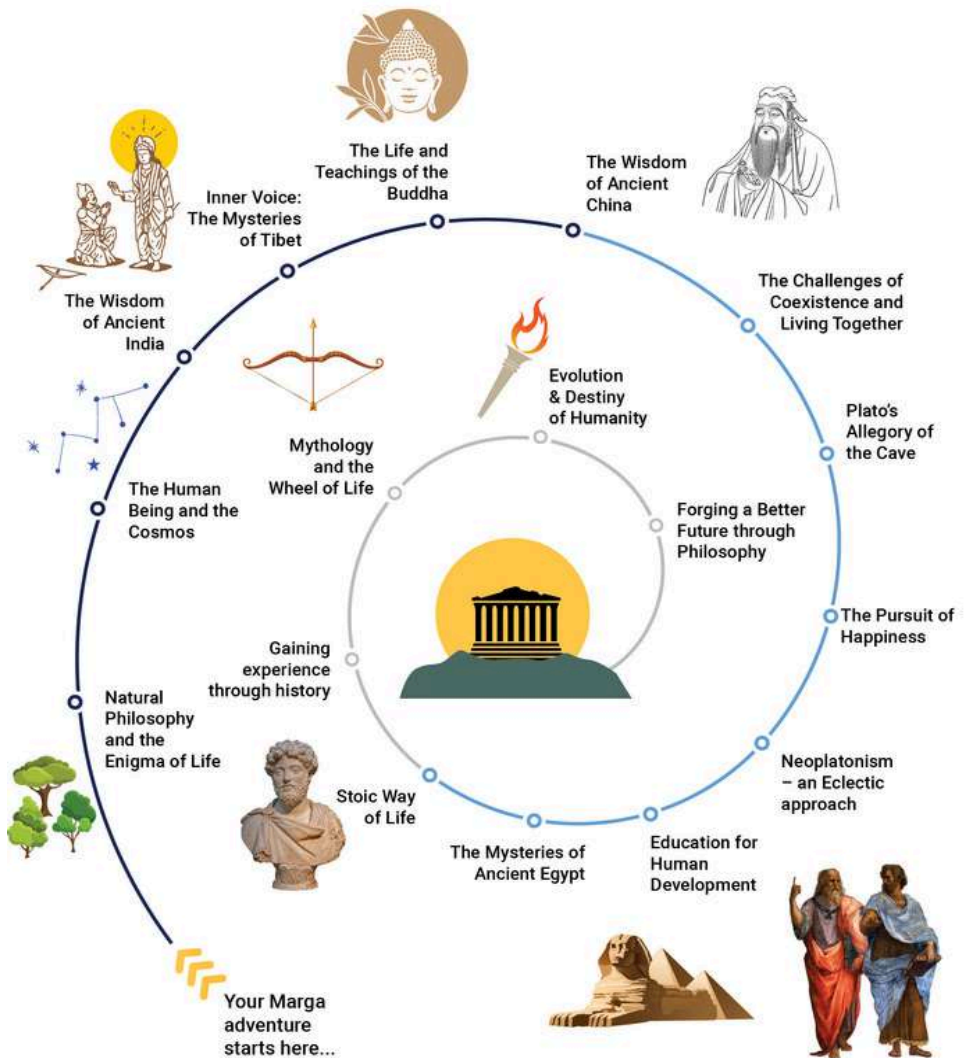 Your Marga
adventure
starts here...
Natural
Philosophy
and the
Enigma of Life
The Human
Being and the
Cosmos
The Wisdom
of Ancient
India
Inner Voice:
The Mysteries
of Tibet
The Life and
Teachings of the
Buddha
The Wisdom
of Ancient
China
The Challenges of
Coexistence and
Living Together
Plato’s
Allegory of
the Cave
The Pursuit of
Happiness
Neoplatonism
– an Eclectic
approach
Education for
Human
Development
The Mysteries of
Ancient Egypt
Stoic Way
of Life
Gaining
experience
through history
Mythology
and the
Wheel of Life
Evolution
& Destiny
of Humanity
Forging a Better
Future through
Philosophy